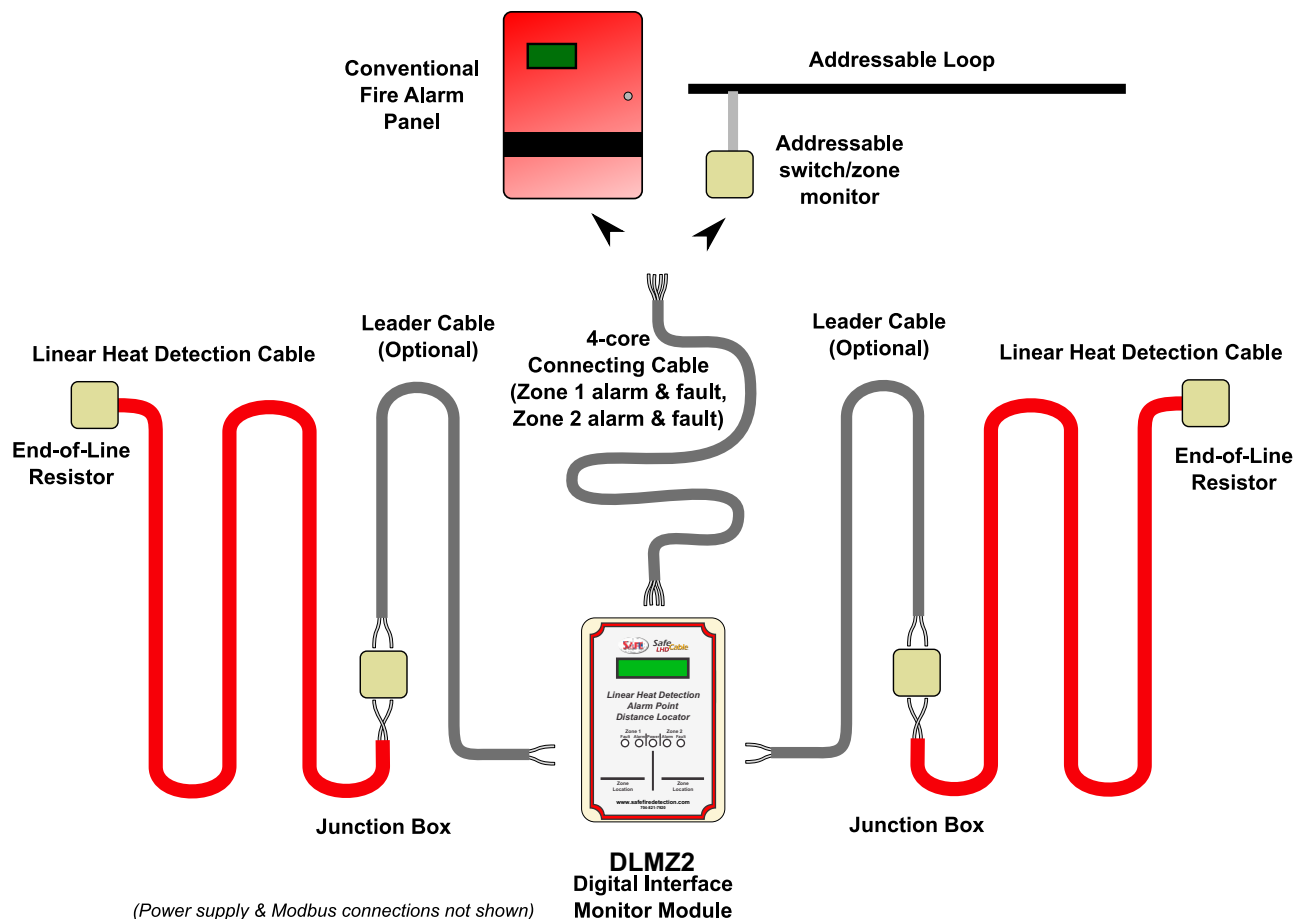 Conventional
Fire Alarm
Panel
Addressable Loop
Addressable
switch/zone
monitor
Linear Heat Detection Cable
Leader Cable
(Optional)
4-core
Connecting Cable
(Zone 1 alarm & fault,
Zone 2 alarm & fault)
Leader Cable
(Optional)
Linear Heat Detection Cable
End-of-Line
Resistor
End-of-Line
Resistor
SAFE
Safe
LHD Cable
Linear Heat Detection
Alarm Point
Distance Locator
Zone 1 Zone 2
Fault Alarm Power Alarm Fault
Zone
Location
Zone
Location
www.safefiredetection.com
Junction Box
Junction Box
DLMZ2
Digital Interface
Monitor Module
(Power supply & Modbus connections not shown)